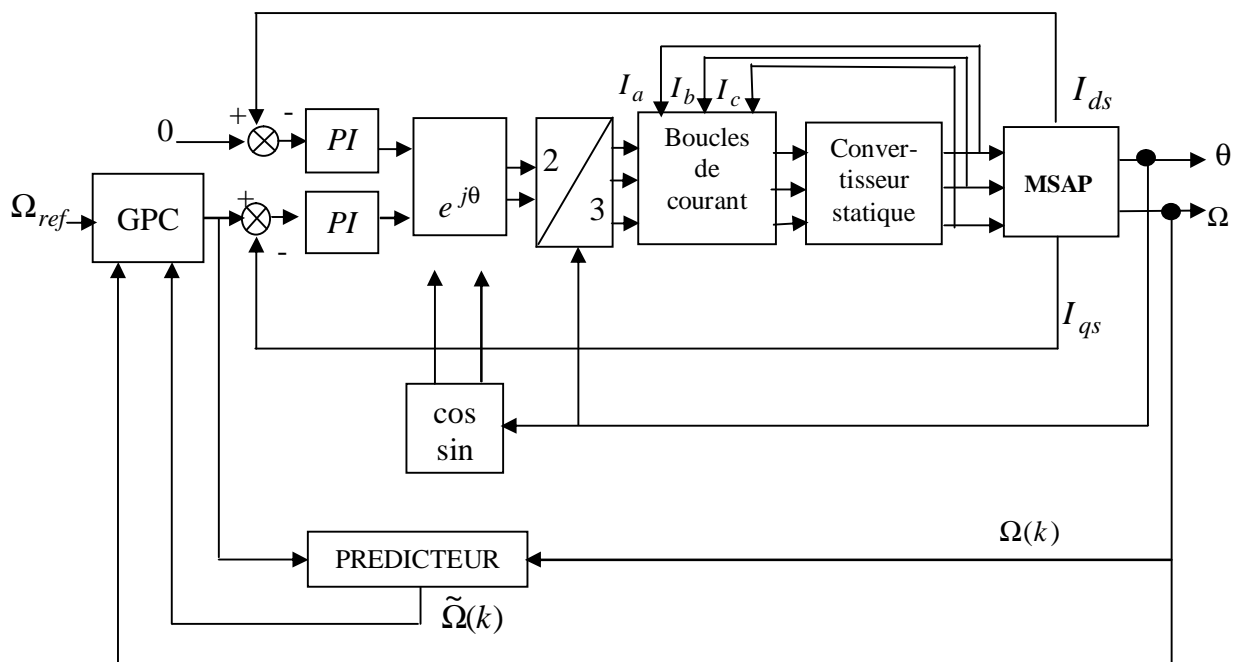 I_a I_b I_c
I_ds
0
+
-
PI
e^{jθ}
2
3
Boucles
de
courant
Conver-
tisseur
statique
MSAP
θ
Ω_ref
GPC
+
-
PI
Ω
I_qs
cos
sin
PREDICTEUR
Ω(k)
Ω̃(k)